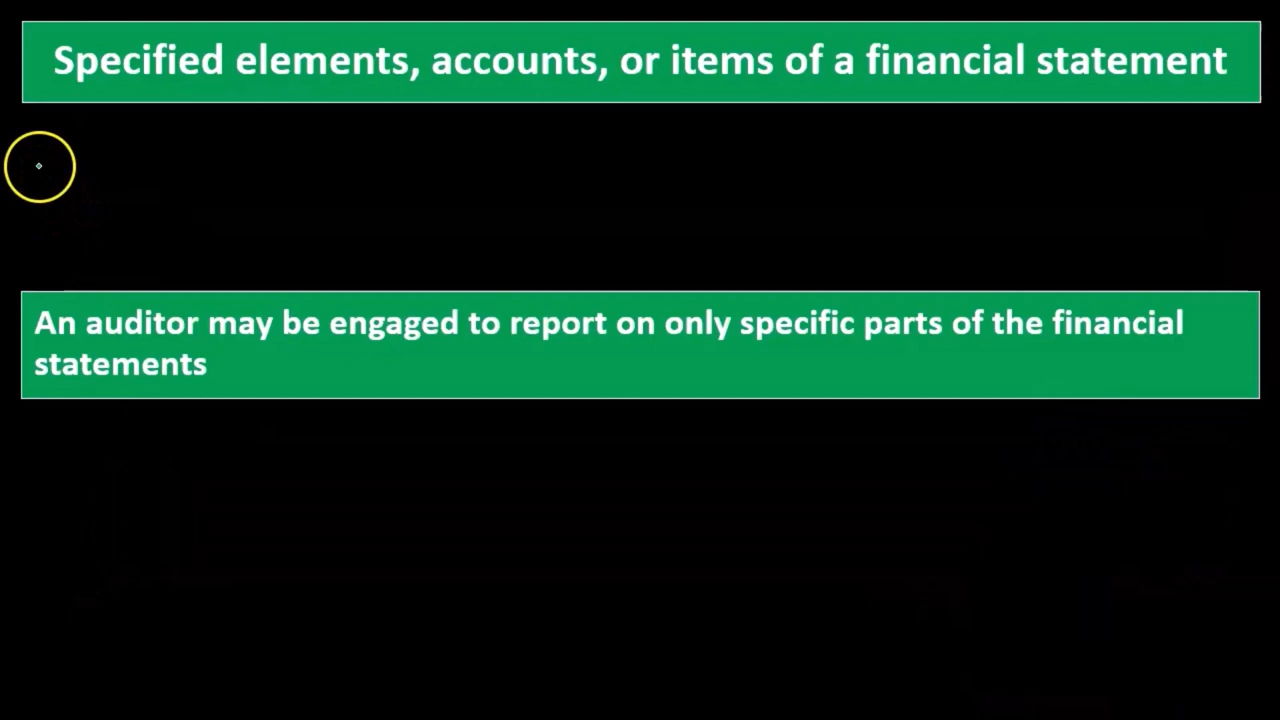 Specified elements, accounts, or items of a financial statement
An auditor may be engaged to report on only specific parts of the financial
statements